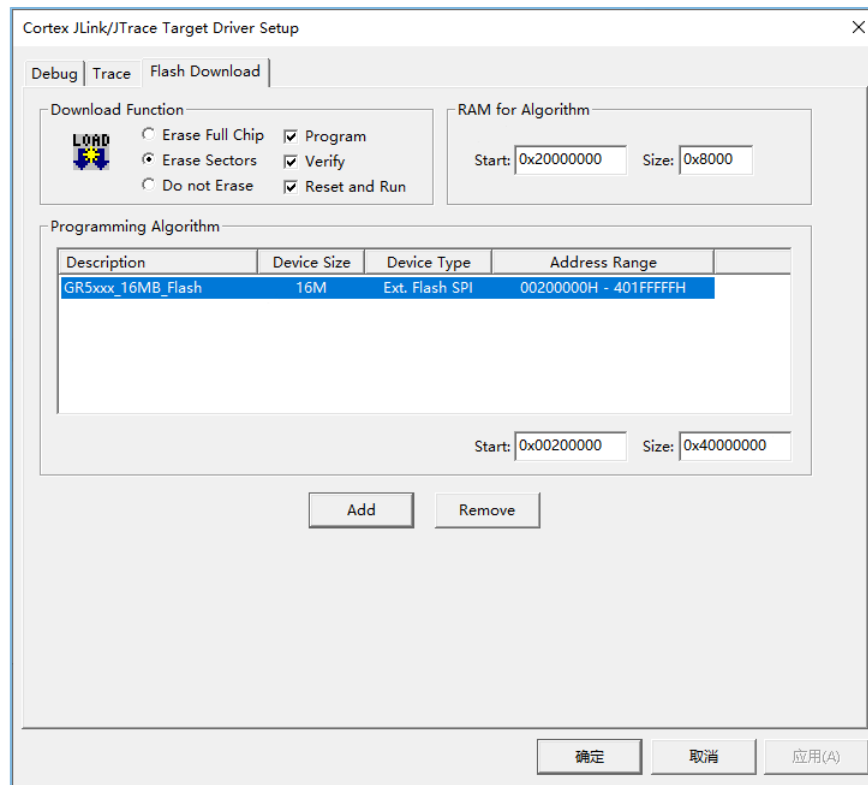 Cortex JLink/JTrace Target Driver Setup
Debug Trace Flash Download
Download Function
LOAD
Erase Full Chip Program
Erase Sectors Verify
Do not Erase Reset and Run
RAM for Algorithm
Start: 0x20000000 Size: 0x8000
Programming Algorithm
Description Device Size Device Type Address Range
GR5xxx_16MB_Flash 16M Ext. Flash SPI 00200000H - 401FFFFFH
Start: 0x00200000 Size: 0x40000000
Add Remove
确定 取消 应用(A)